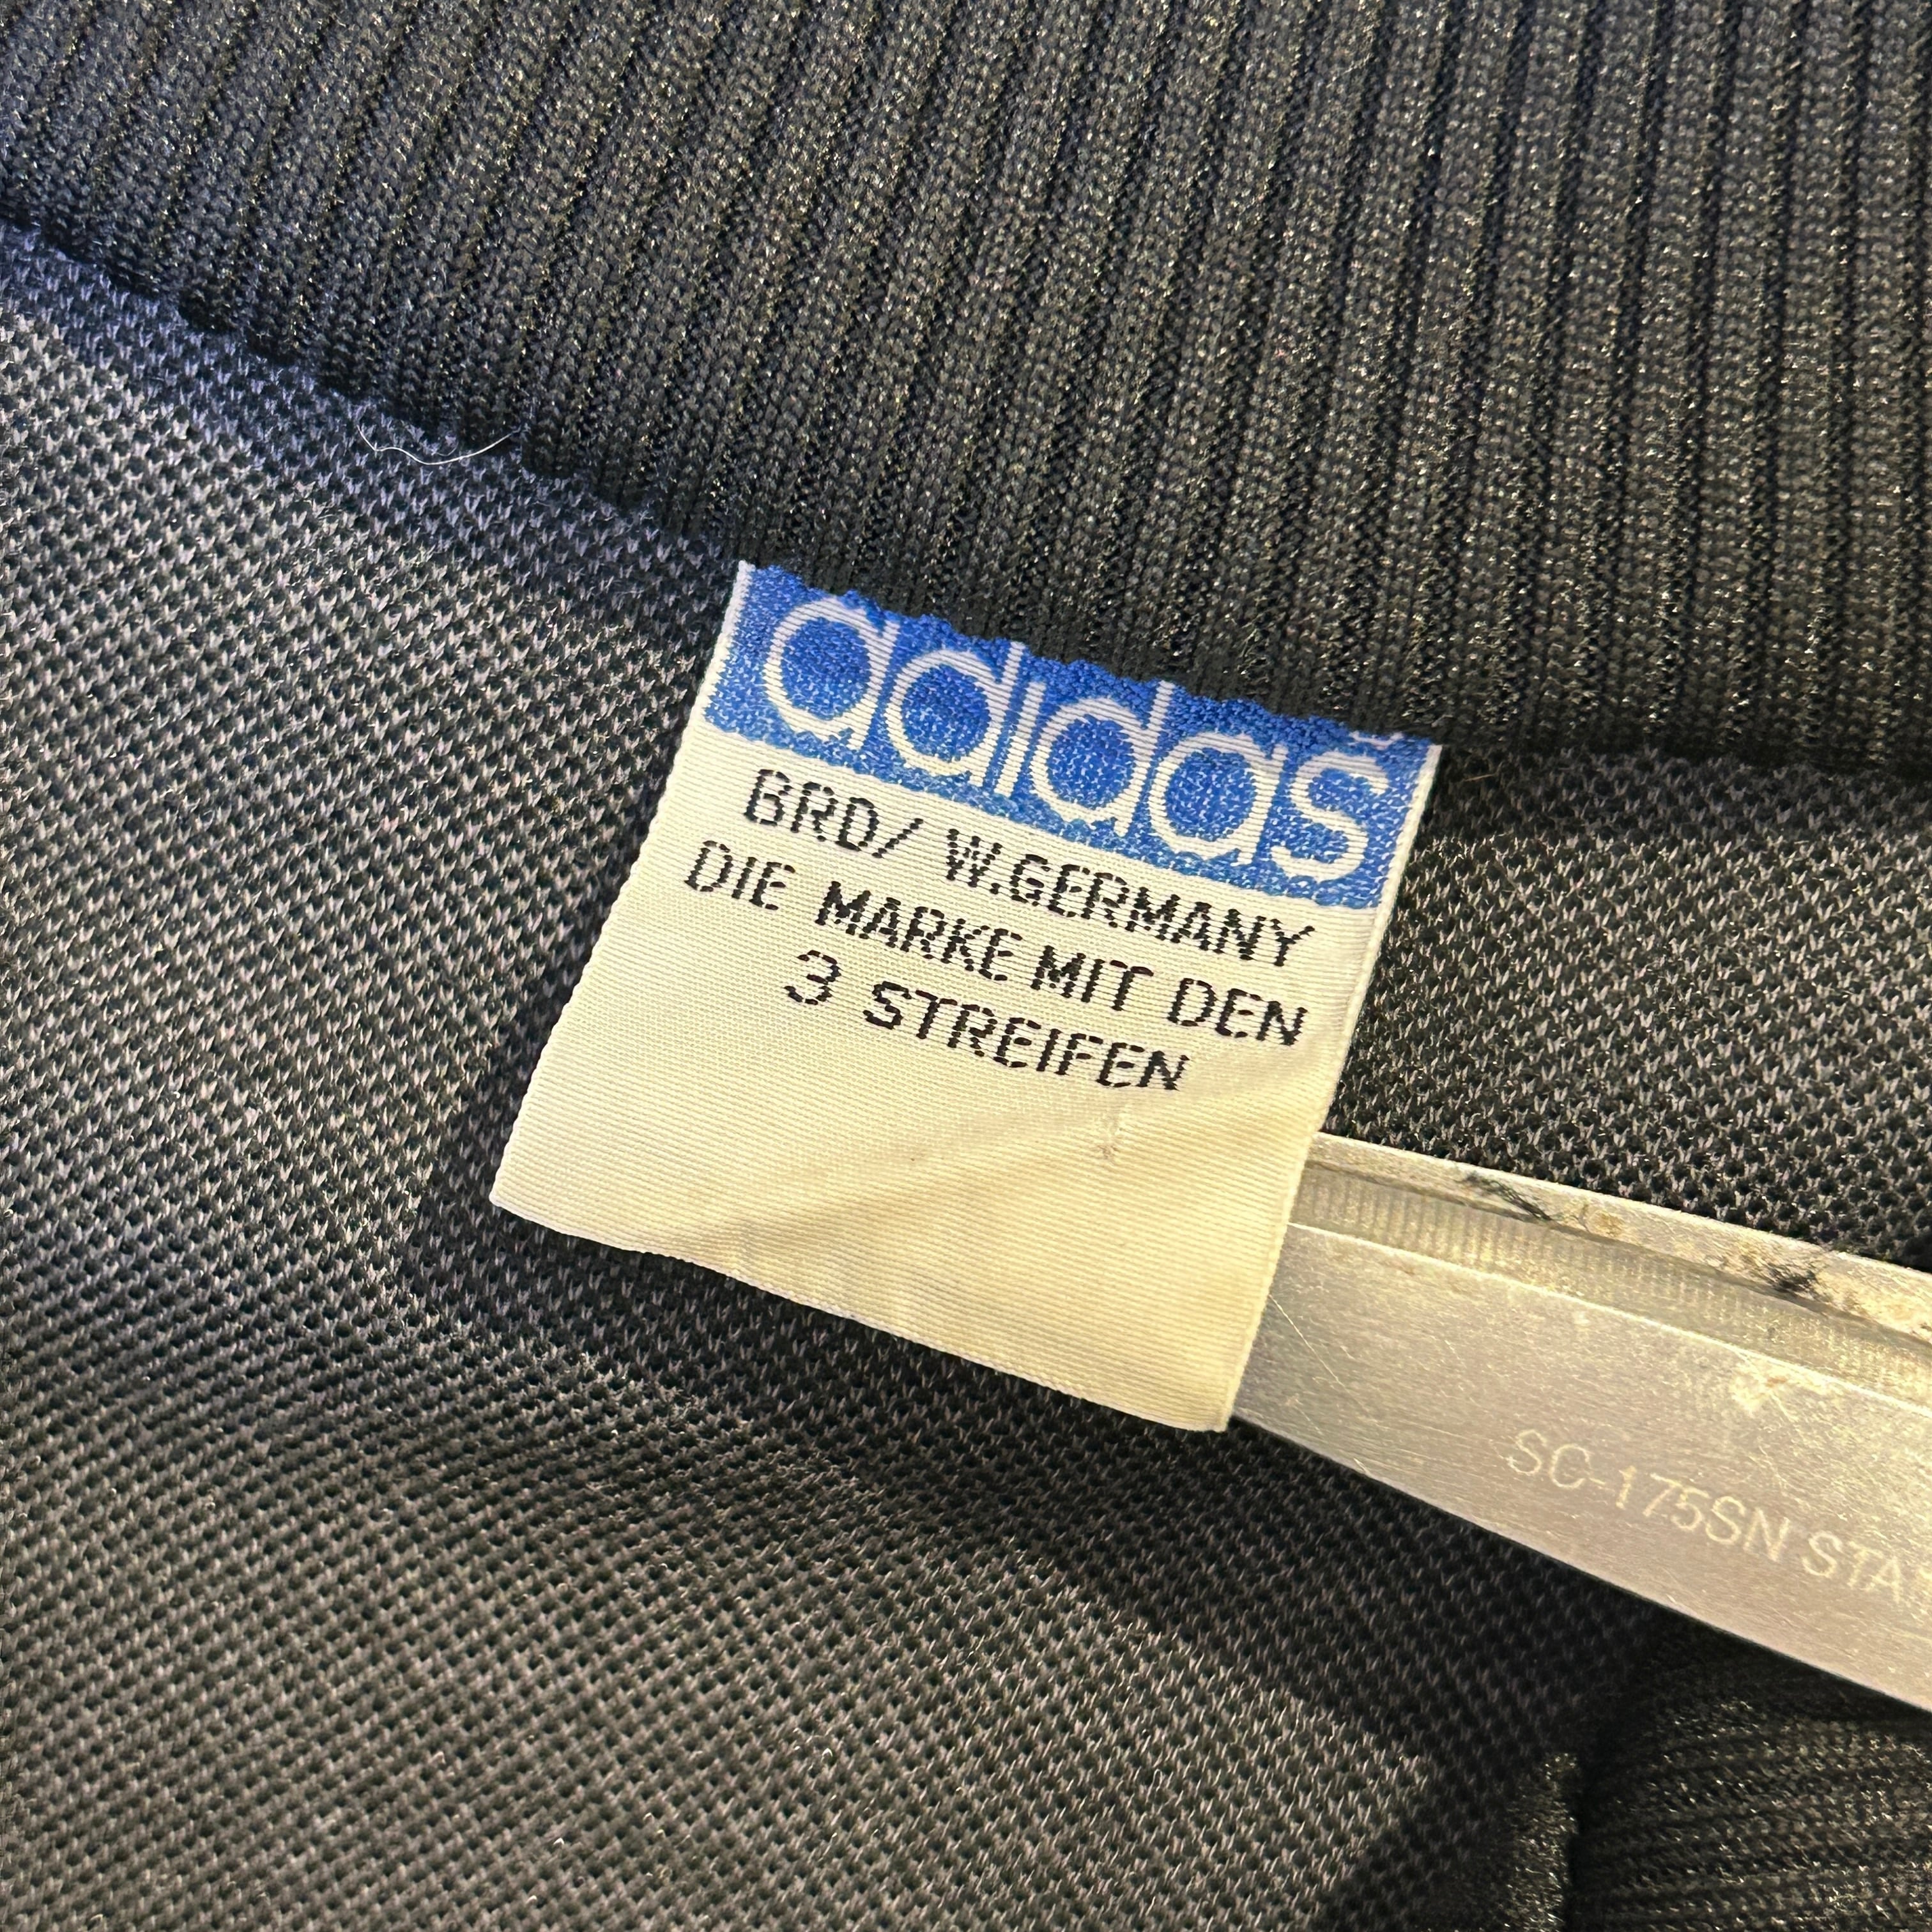 adidas
BRD/ W.GERMANY
DIE MARKE MIT DEN
3 STREIFEN
SC-175SN